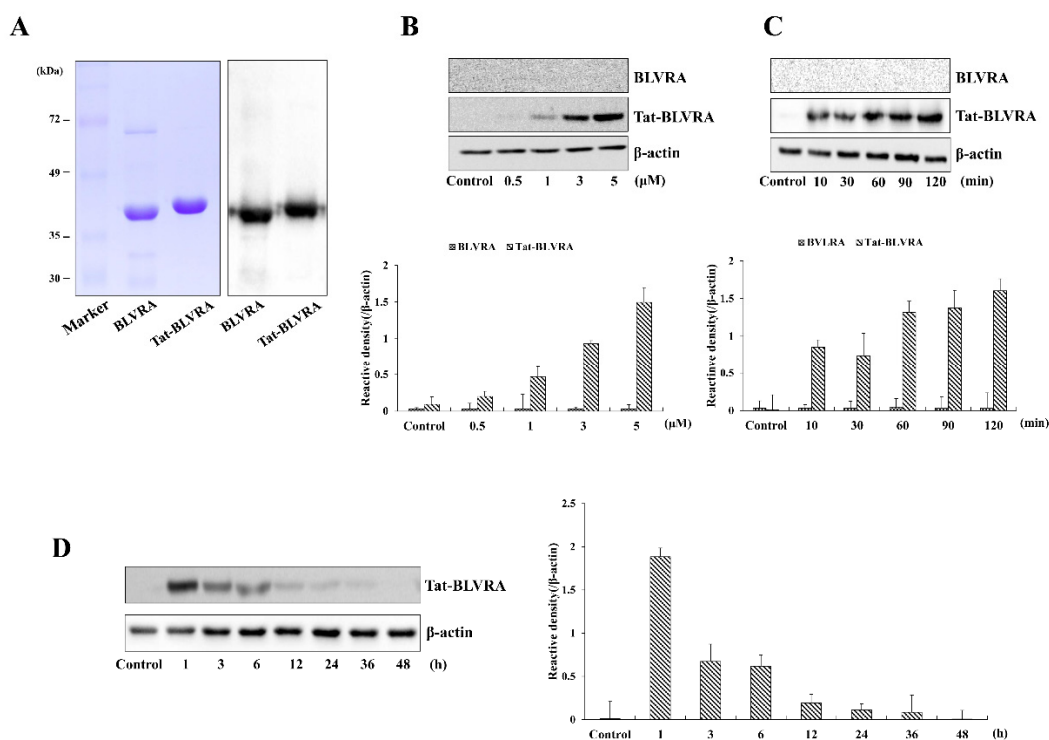 A
(kDa)
72
49
35
30
Marker
BLVRA
Tat-BLVRA
BLVRA
Tat-BLVRA
B
BLVRA
Tat-BLVRA
β-actin
Control 0.5 1 3 5 (μM)
BLVRA Tat-BLVRA
Reactive density(/β-actin)
2
1.5
1
0.5
0
Control 0.5 1 3 5 (μM)
C
BLVRA
Tat-BLVRA
β-actin
Control 10 30 60 90 120 (min)
BVLRA Tat-BLVRA
Reactinve density(/β-actin)
2
1.5
1
0.5
0
Control 10 30 60 90 120 (min)
D
Tat-BLVRA
β-actin
Control 1 3 6 12 24 36 48 (h)
Reactive density(/β-actin)
2.5
2
1.5
1
0.5
0
Control 1 3 6 12 24 36 48 (h)